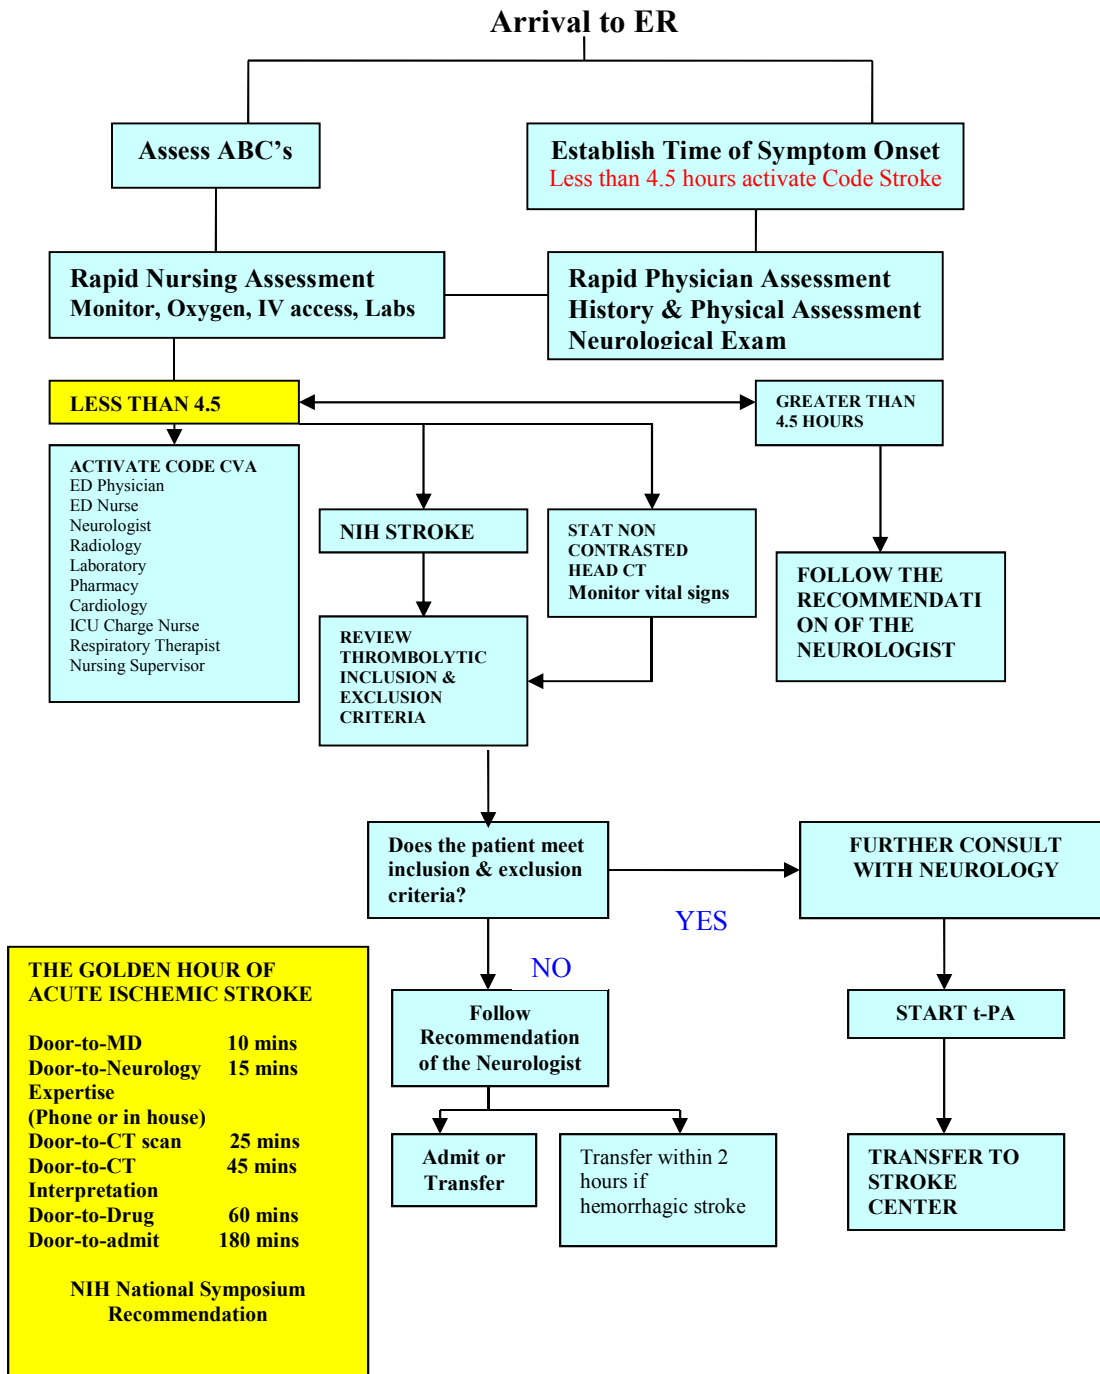 Arrival to ER
Assess ABC’s
Establish Time of Symptom Onset
Less than 4.5 hours activate Code Stroke
Rapid Nursing Assessment
Monitor, Oxygen, IV access, Labs
Rapid Physician Assessment
History & Physical Assessment
Neurological Exam
LESS THAN 4.5
GREATER THAN
4.5 HOURS
ACTIVATE CODE CVA
ED Physician
ED Nurse
Neurologist
Radiology
Laboratory
Pharmacy
Cardiology
ICU Charge Nurse
Respiratory Therapist
Nursing Supervisor
NIH STROKE
STAT NON
CONTRASTED
HEAD CT
Monitor vital signs
FOLLOW THE
RECOMMENDATI
ON OF THE
NEUROLOGIST
REVIEW
THROMBOLYTIC
INCLUSION &
EXCLUSION
CRITERIA
Does the patient meet
inclusion & exclusion
criteria?
YES
FURTHER CONSULT
WITH NEUROLOGY
NO
Follow
Recommendation
of the Neurologist
START t-PA
Admit or
Transfer
Transfer within 2
hours if
hemorrhagic stroke
TRANSFER TO
STROKE
CENTER
THE GOLDEN HOUR OF
ACUTE ISCHEMIC STROKE
Door-to-MD 10 mins
Door-to-Neurology 15 mins
Expertise
(Phone or in house)
Door-to-CT scan 25 mins
Door-to-CT 45 mins
Interpretation
Door-to-Drug 60 mins
Door-to-admit 180 mins
NIH National Symposium
Recommendation